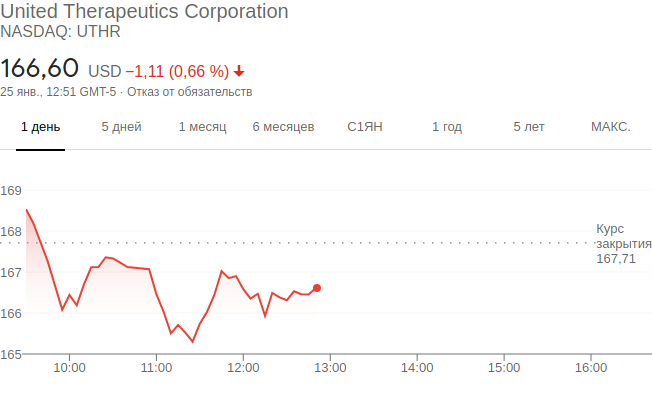 United Therapeutics Corporation
NASDAQ: UTHR
166,60 USD −1,11 (0,66 %)
25 янв., 12:51 GMT-5 · Отказ от обязательств
1 день 5 дней 1 месяц 6 месяцев С1ЯН 1 год 5 лет МАКС.
169
168
167
166
165
Курс
закрытия
167,71
10:00 11:00 12:00 13:00 14:00 15:00 16:00